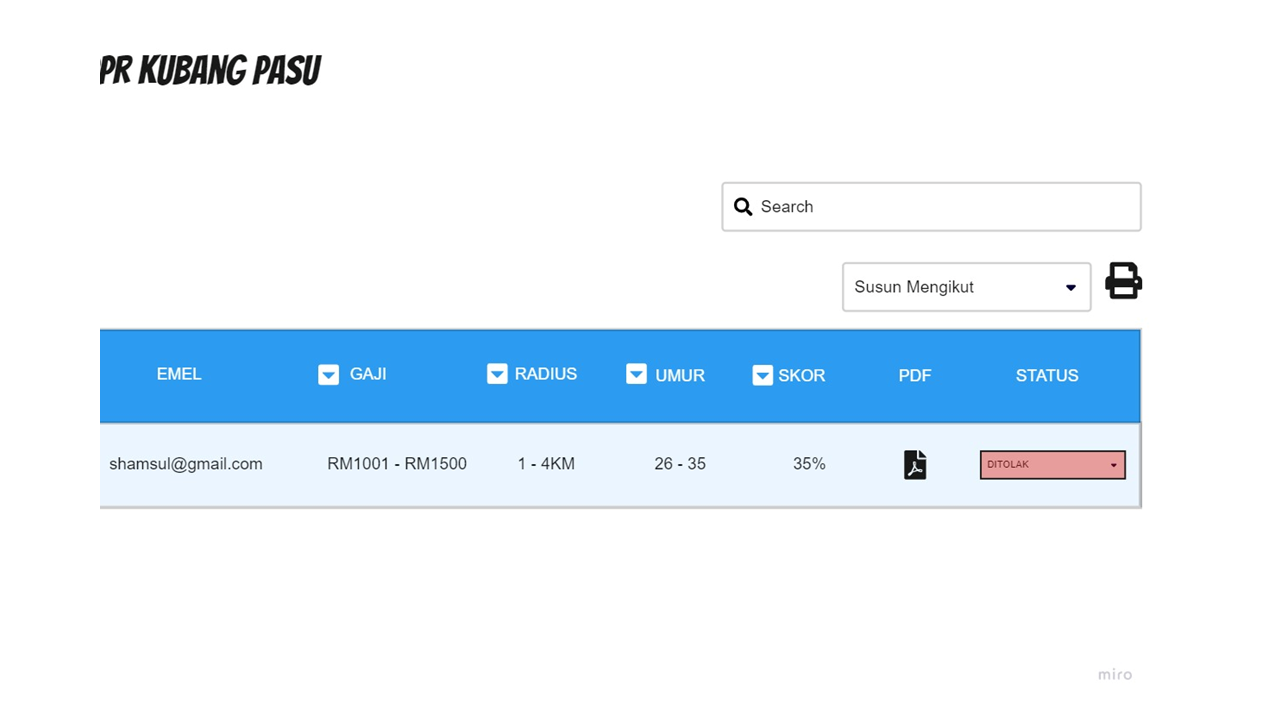 PR KUBANG PASU
Search
Susun Mengikut
EMEL GAJI RADIUS UMUR SKOR PDF STATUS
shamsul@gmail.com RM1001 - RM1500 1 - 4KM 26 - 35 35% DITOLAK
miro